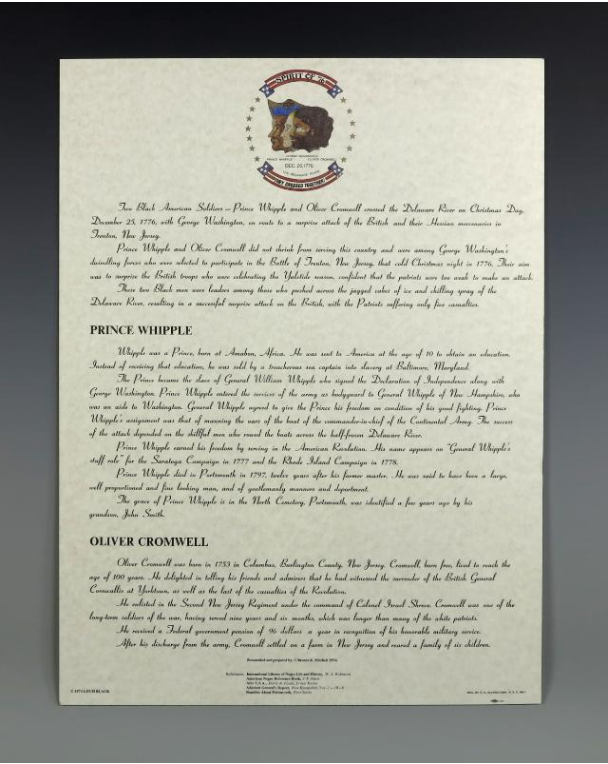 SPIRIT OF '76
PRINCE WHIPPLE OLIVER CROMWELL
DEC. 25, 1776
Two Black American Soldiers — Prince Whipple and Oliver Cromwell crossed the Delaware River on Christmas Day,
December 25, 1776, with George Washington, en route to a surprise attack of the British and their Hessian mercenaries in
Trenton, New Jersey.
Prince Whipple and Oliver Cromwell did not shrink from serving this country and were among George Washington's
dwindling forces who were selected to participate in the Battle of Trenton, New Jersey, that cold Christmas night in 1776. Their aim
was to surprise the British troops who were celebrating the Yuletide season, confident that the patriots were too weak to make an attack.
These two Black men were leaders among those who pushed across the jagged cakes of ice and chilling spray of the
Delaware River, resulting in a successful surprise attack on the British, with the Patriots suffering only five casualties.
PRINCE WHIPPLE
Whipple was a Prince, born at Amabou, Africa. He was sent to America at the age of 10 to obtain an education.
Instead of receiving that education, he was sold by a treacherous sea captain into slavery at Baltimore, Maryland.
The Prince became the slave of General William Whipple who signed the Declaration of Independence along with
George Washington. Prince Whipple entered the services of the army as bodyguard to General Whipple of New Hampshire, who
was an aide to Washington. General Whipple agreed to give the Prince his freedom on condition of his good fighting. Prince
Whipple's assignment was that of manning the oars of the boat of the commander-in-chief of the Continental Army. The success
of the attack depended on the skillful men who rowed the boats across the half-frozen Delaware River.
Prince Whipple earned his freedom by serving in the American Revolution. His name appears on "General Whipple's
staff role" for the Saratoga Campaign in 1777 and the Rhode Island Campaign in 1778.
Prince Whipple died in Portsmouth in 1797, twelve years after his former master. He was said to have been a large,
well proportioned and fine looking man, and of gentlemanly manners and deportment.
The grave of Prince Whipple is in the North Cemetery, Portsmouth, was identified a few years ago by his
grandson, John Smith.
OLIVER CROMWELL
Oliver Cromwell was born in 1753 in Columbus, Burlington County, New Jersey. Cromwell, born free, lived to reach the
age of 100 years. He delighted in telling his friends and admirers that he had witnessed the surrender of the British General
Cornwallis at Yorktown, as well as the last of the casualties of the Revolution.
He enlisted in the Second New Jersey Regiment under the command of Colonel Israel Shreve. Cromwell was one of the
long-term soldiers of the war, having served nine years and six months, which was longer than many of the white patriots.
He received a Federal government pension of 96 dollars a year in recognition of his honorable military service.
After his discharge from the army, Cromwell settled on a farm in New Jersey and reared a family of six children.
Researched and prepared by
References: International Library of Negro Life and History,
American Negro Reference Book,